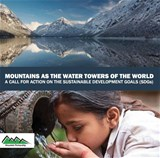 MOUNTAINS AS THE WATER TOWERS OF THE WORLD
A CALL FOR ACTION ON THE SUSTAINABLE DEVELOPMENT GOALS (SDGs)